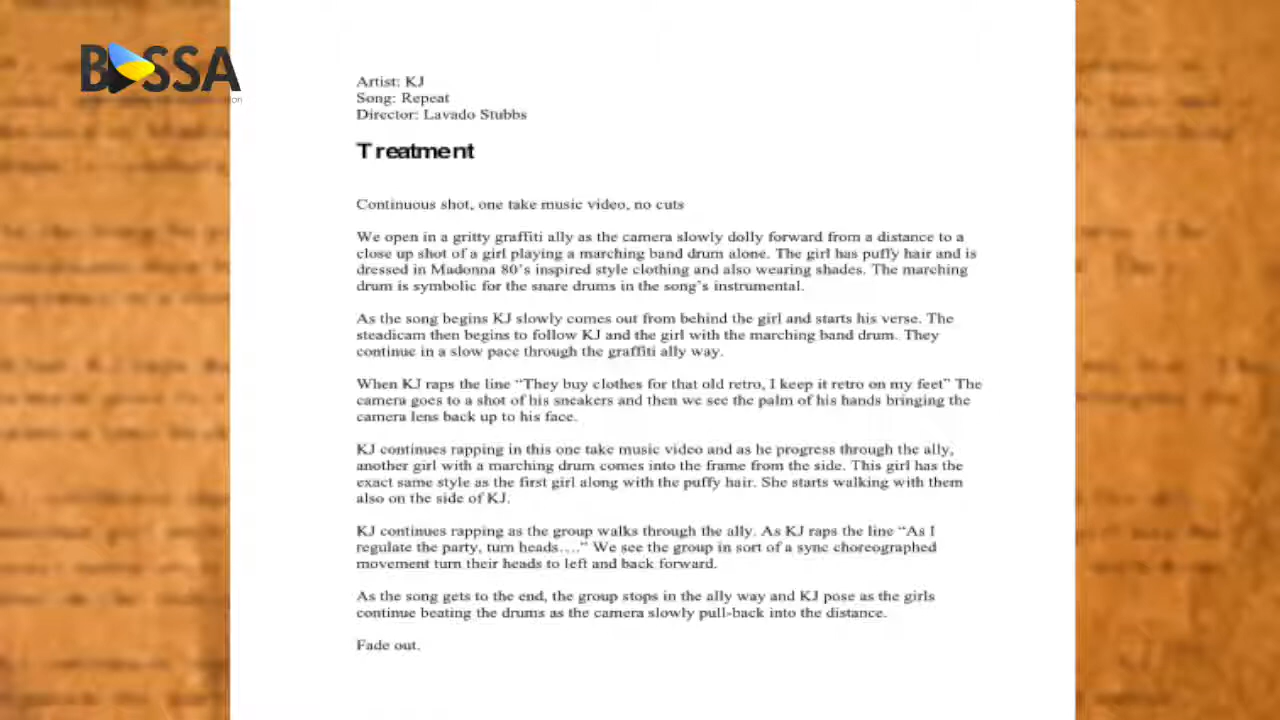 BOSSA
Artist: KJ
Song: Repeat
Director: Lavado Stubbs
Treatment
Continuous shot, one take music video, no cuts
We open in a gritty graffiti ally as the camera slowly dolly forward from a distance to a
close up shot of a girl playing a marching band drum alone. The girl has puffy hair and is
dressed in Madonna 80's inspired style clothing and also wearing shades. The marching
drum is symbolic for the snare drums in the song's instrumental.
As the song begins KJ slowly comes out from behind the girl and starts his verse. The
steadicam then begins to follow KJ and the girl with the marching band drum. They
continue in a slow pace through the graffiti ally way.
When KJ raps the line “They buy clothes for that old retro, I keep it retro on my feet” The
camera goes to a shot of his sneakers and then we see the palm of his hands bringing the
camera lens back up to his face.
KJ continues rapping in this one take music video and as he progress through the ally,
another girl with a marching drum comes into the frame from the side. This girl has the
exact same style as the first girl along with the puffy hair. She starts walking with them
also on the side of KJ.
KJ continues rapping as the group walks through the ally. As KJ raps the line “As I
regulate the party, turn heads….” We see the group in sort of a sync choreographed
movement turn their heads to left and back forward.
As the song gets to the end, the group stops in the ally way and KJ pose as the girls
continue beating the drums as the camera slowly pull-back into the distance.
Fade out.